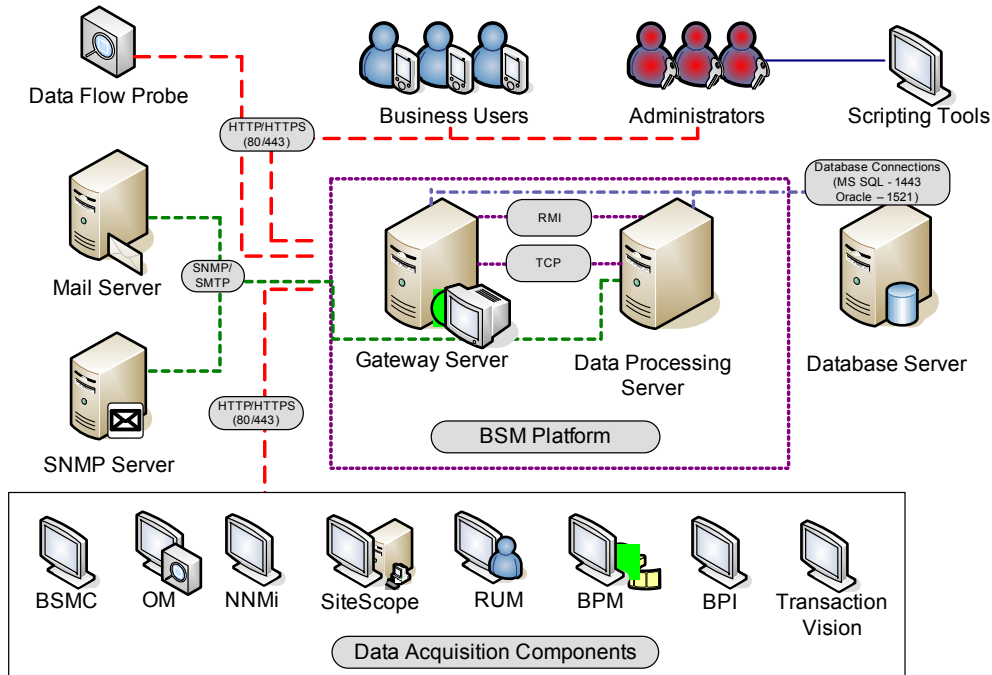 Data Flow Probe
Business Users
Administrators
Scripting Tools
HTTP/HTTPS
(80/443)
Database Connections
(MS SQL - 1443
Oracle – 1521)
Mail Server
SNMP/
SMTP
RMI
TCP
Gateway Server
Data Processing
Server
Database Server
SNMP Server
HTTP/HTTPS
(80/443)
BSM Platform
BSMC
OM
NNMi
SiteScope
RUM
BPM
BPI
Transaction
Vision
Data Acquisition Components